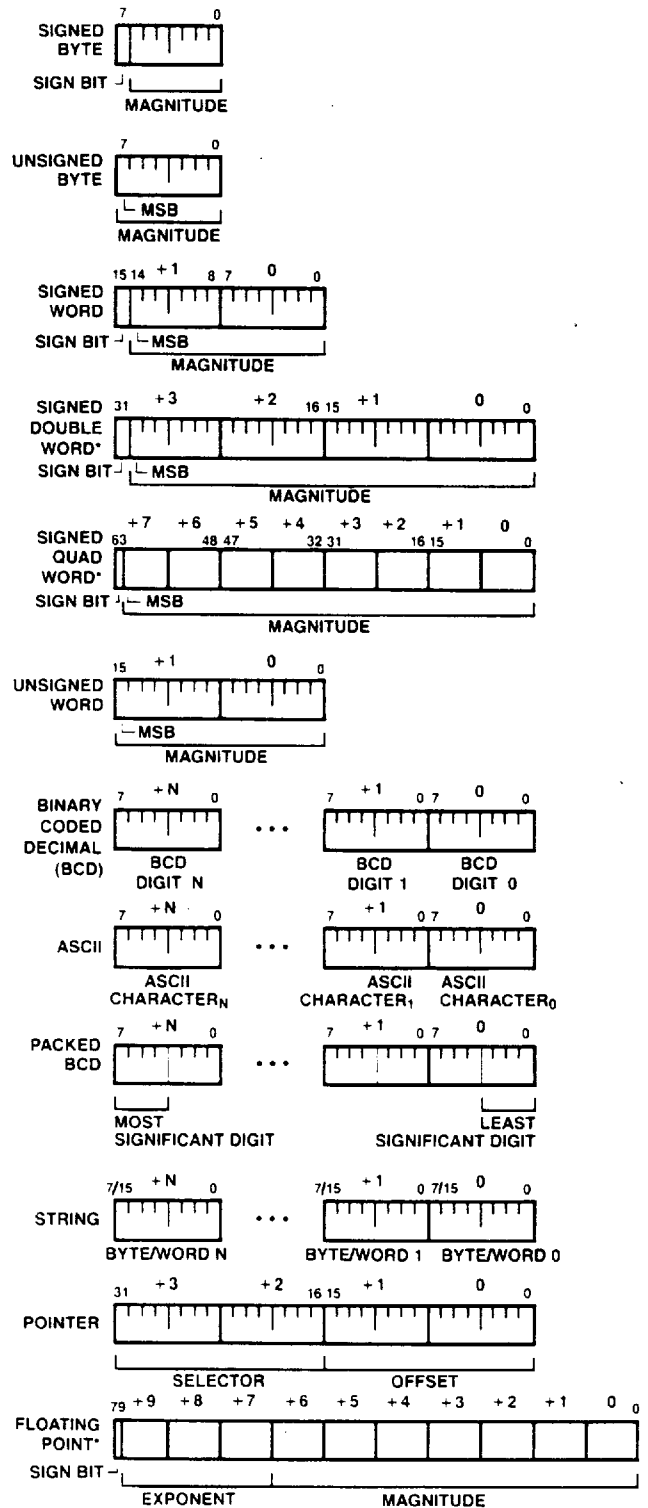 7 0
SIGNED
BYTE
SIGN BIT
MAGNITUDE
7 0
UNSIGNED
BYTE
MSB
MAGNITUDE
15 14 +1 8 7 0 0
SIGNED
WORD
SIGN BIT MSB
MAGNITUDE
31 +3 +2 16 15 +1 0 0
SIGNED
DOUBLE
WORD*
SIGN BIT MSB
MAGNITUDE
+7 +6 +5 +4 +3 +2 +1 0
63 48 47 32 31 16 15 0
SIGNED
QUAD
WORD*
SIGN BIT MSB
MAGNITUDE
15 +1 0 0
UNSIGNED
WORD
MSB
MAGNITUDE
7 +N 0 7 +1 0 7 0 0
BINARY
CODED
DECIMAL
(BCD)
• • •
BCD
DIGIT N
BCD
DIGIT 1
BCD
DIGIT 0
7 +N 0 7 +1 0 7 0 0
ASCII
• • •
ASCII
CHARACTERN
ASCII
CHARACTER1
ASCII
CHARACTER0
7 +N 0 7 +1 0 7 0 0
PACKED
BCD
• • •
MOST
SIGNIFICANT DIGIT
LEAST
SIGNIFICANT DIGIT
7/15 +N 0 7/15 +1 0 7/15 0 0
STRING
• • •
BYTE/WORD N BYTE/WORD 1 BYTE/WORD 0
31 +3 +2 16 15 +1 0 0
POINTER
SELECTOR OFFSET
79 +9 +8 +7 +6 +5 +4 +3 +2 +1 0 0
FLOATING
POINT*
SIGN BIT
EXPONENT MAGNITUDE